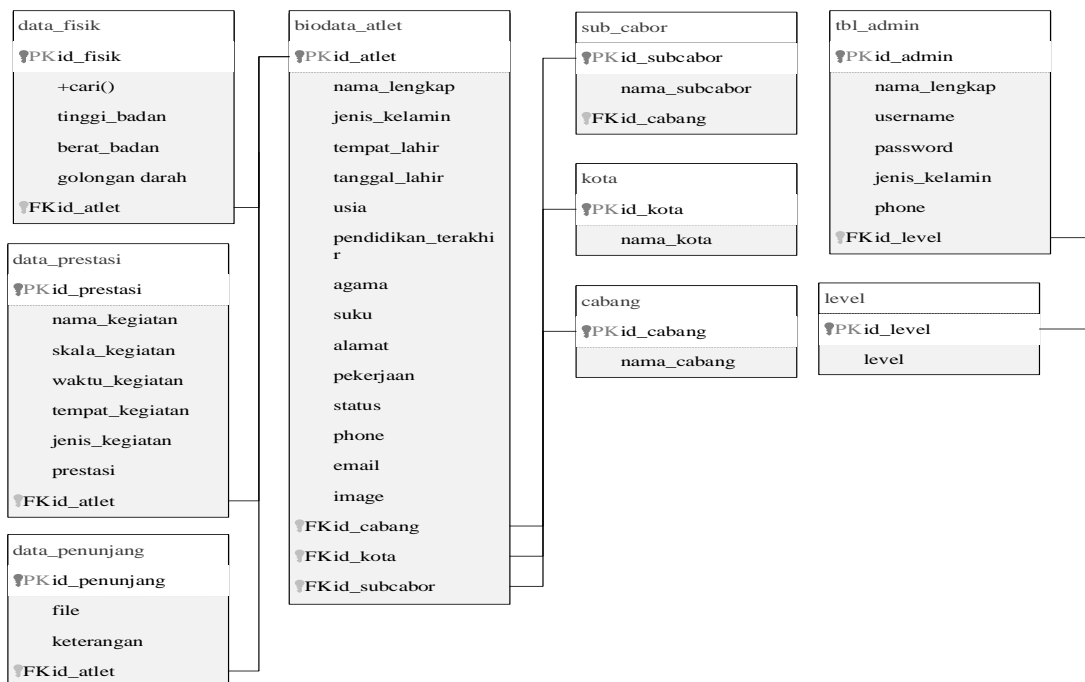 data_fisik
PK id_fisik
+cari()
tinggi_badan
berat_badan
golongan darah
FK id_atlet
data_prestasi
PK id_prestasi
nama_kegiatan
skala_kegiatan
waktu_kegiatan
tempat_kegiatan
jenis_kegiatan
prestasi
FK id_atlet
data_penunjang
PK id_penunjang
file
keterangan
FK id_atlet
biodata_atlet
PK id_atlet
nama_lengkap
jenis_kelamin
tempat_lahir
tanggal_lahir
usia
pendidikan_terakhi
r
agama
suku
alamat
pekerjaan
status
phone
email
image
FK id_cabang
FK id_kota
FK id_subcabor
sub_cabor
PK id_subcabor
nama_subcabor
FK id_cabang
kota
PK id_kota
nama_kota
cabang
PK id_cabang
nama_cabang
tbl_admin
PK id_admin
nama_lengkap
username
password
jenis_kelamin
phone
FK id_level
level
PK id_level
level